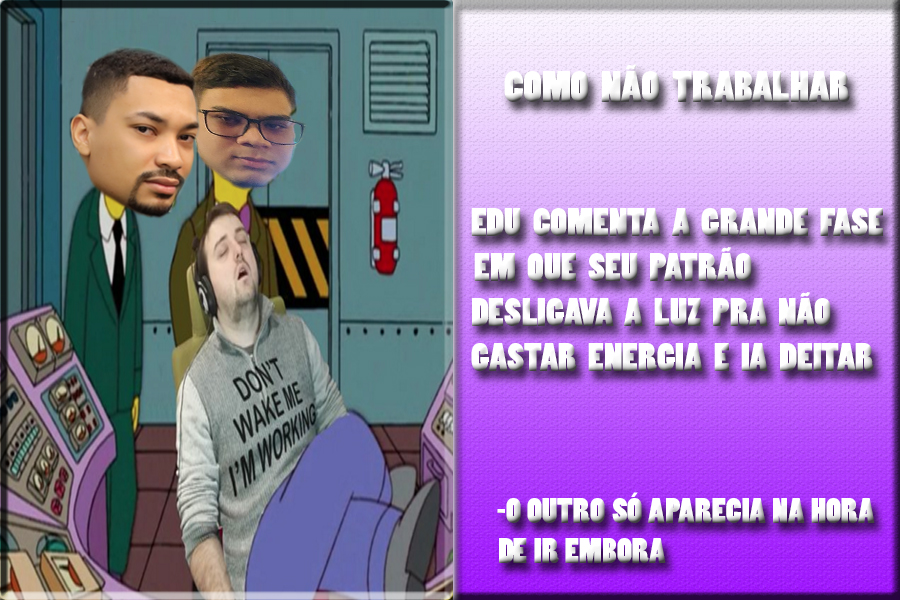 DON'T
WAKE ME
I'M WORKING
COMO NÃO TRABALHAR
EDU COMENTA A GRANDE FASE
EM QUE SEU PATRÃO
DESLIGAVA A LUZ PRA NÃO
GASTAR ENERGIA E IA DEITAR
-O OUTRO SÓ APARECIA NA HORA
DE IR EMBORA